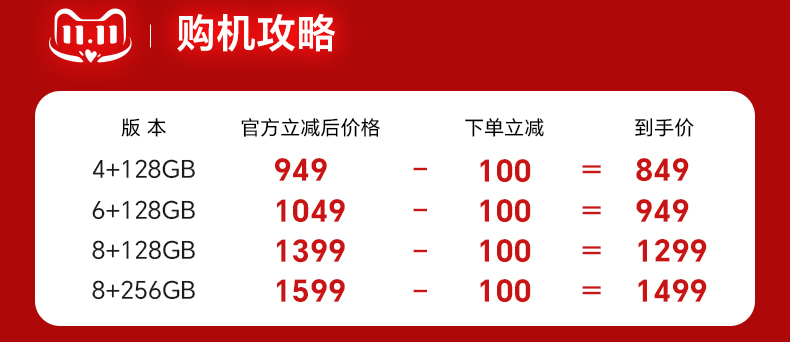 11.11 | 购机攻略
版 本 官方立减后价格 下单立减 到手价
4+128GB 949 - 100 = 849
6+128GB 1049 - 100 = 949
8+128GB 1399 - 100 = 1299
8+256GB 1599 - 100 = 1499